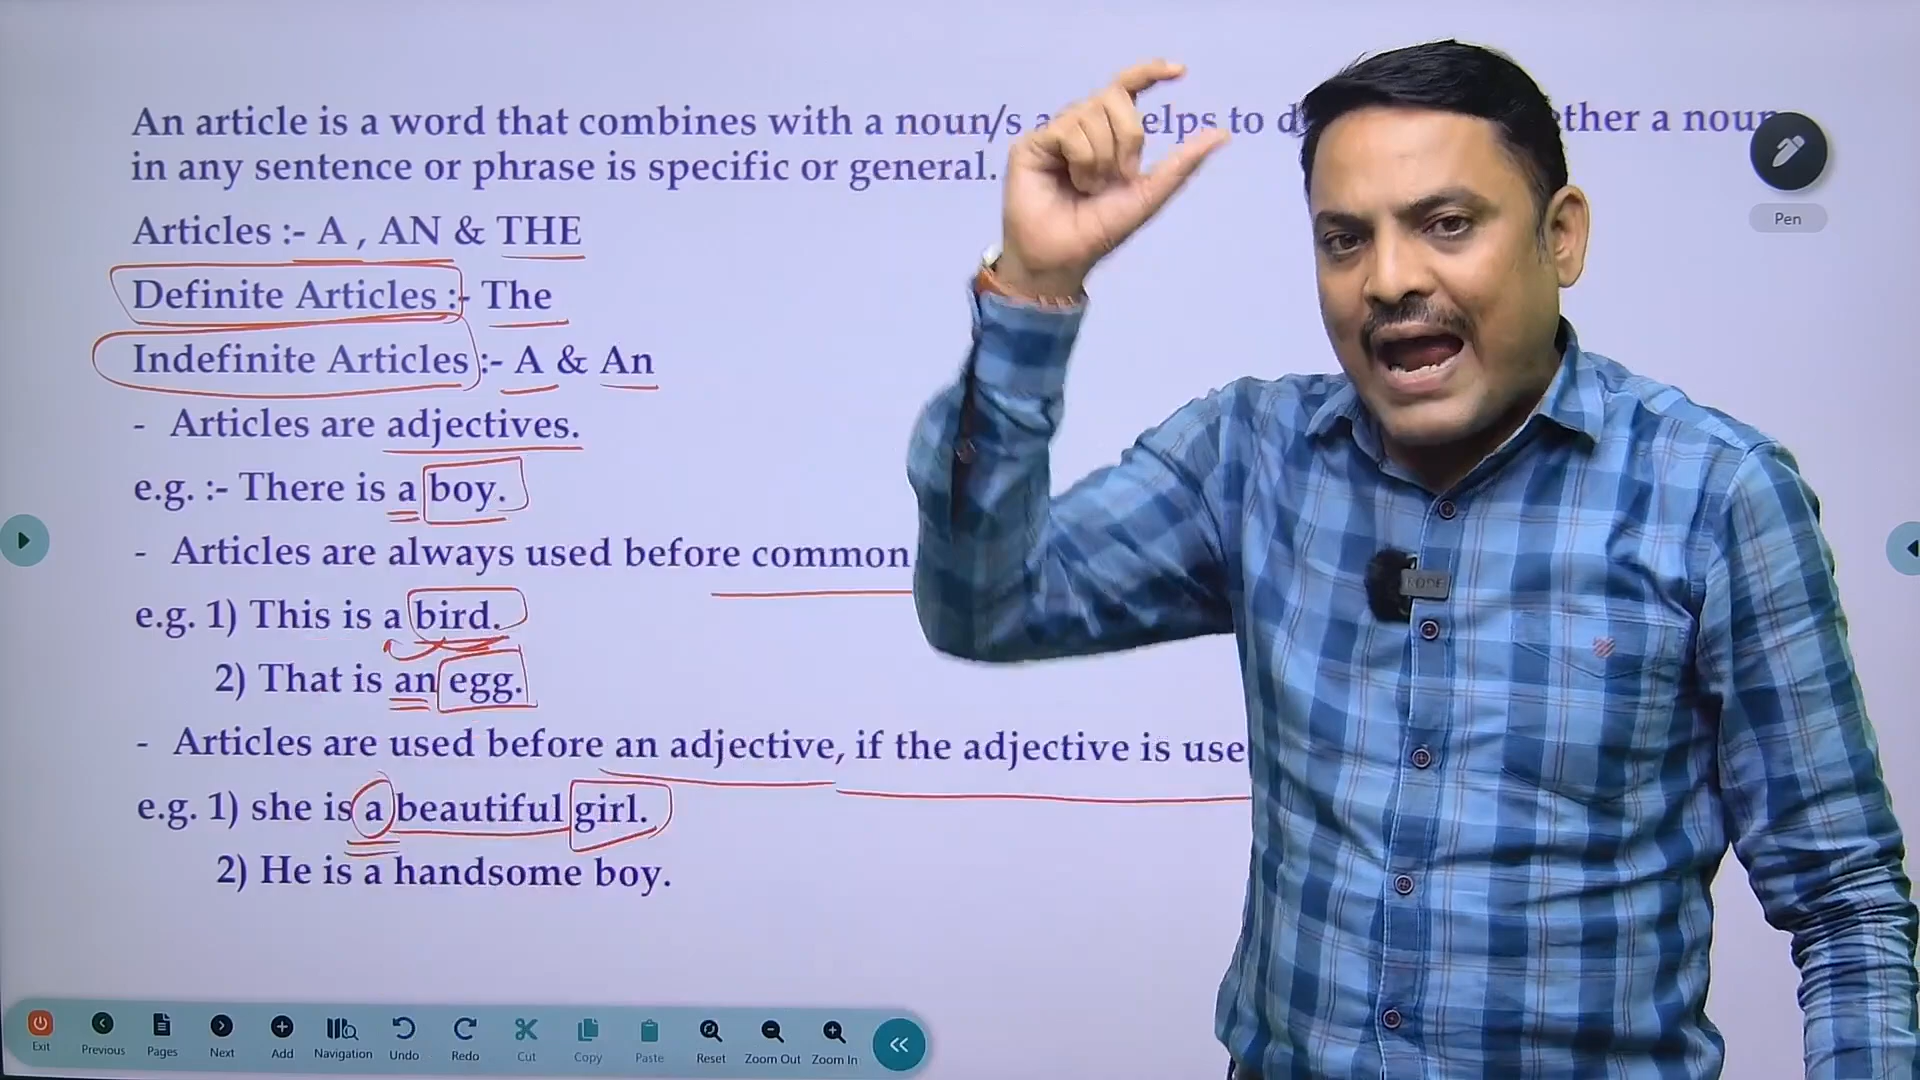 An article is a word that combines with a noun/s elps to ther a noun
in any sentence or phrase is specific or general.
Articles :- A , AN & THE
Definite Articles :- The
Indefinite Articles :- A & An
- Articles are adjectives.
e.g. :- There is a boy.
- Articles are always used before common
e.g. 1) This is a bird.
2) That is an egg.
- Articles are used before an adjective, if the adjective is use
e.g. 1) she is a beautiful girl.
2) He is a handsome boy.
Pen
Exit Previous Pages Next Add Navigation Undo Redo Cut Copy Paste Reset Zoom Out Zoom In